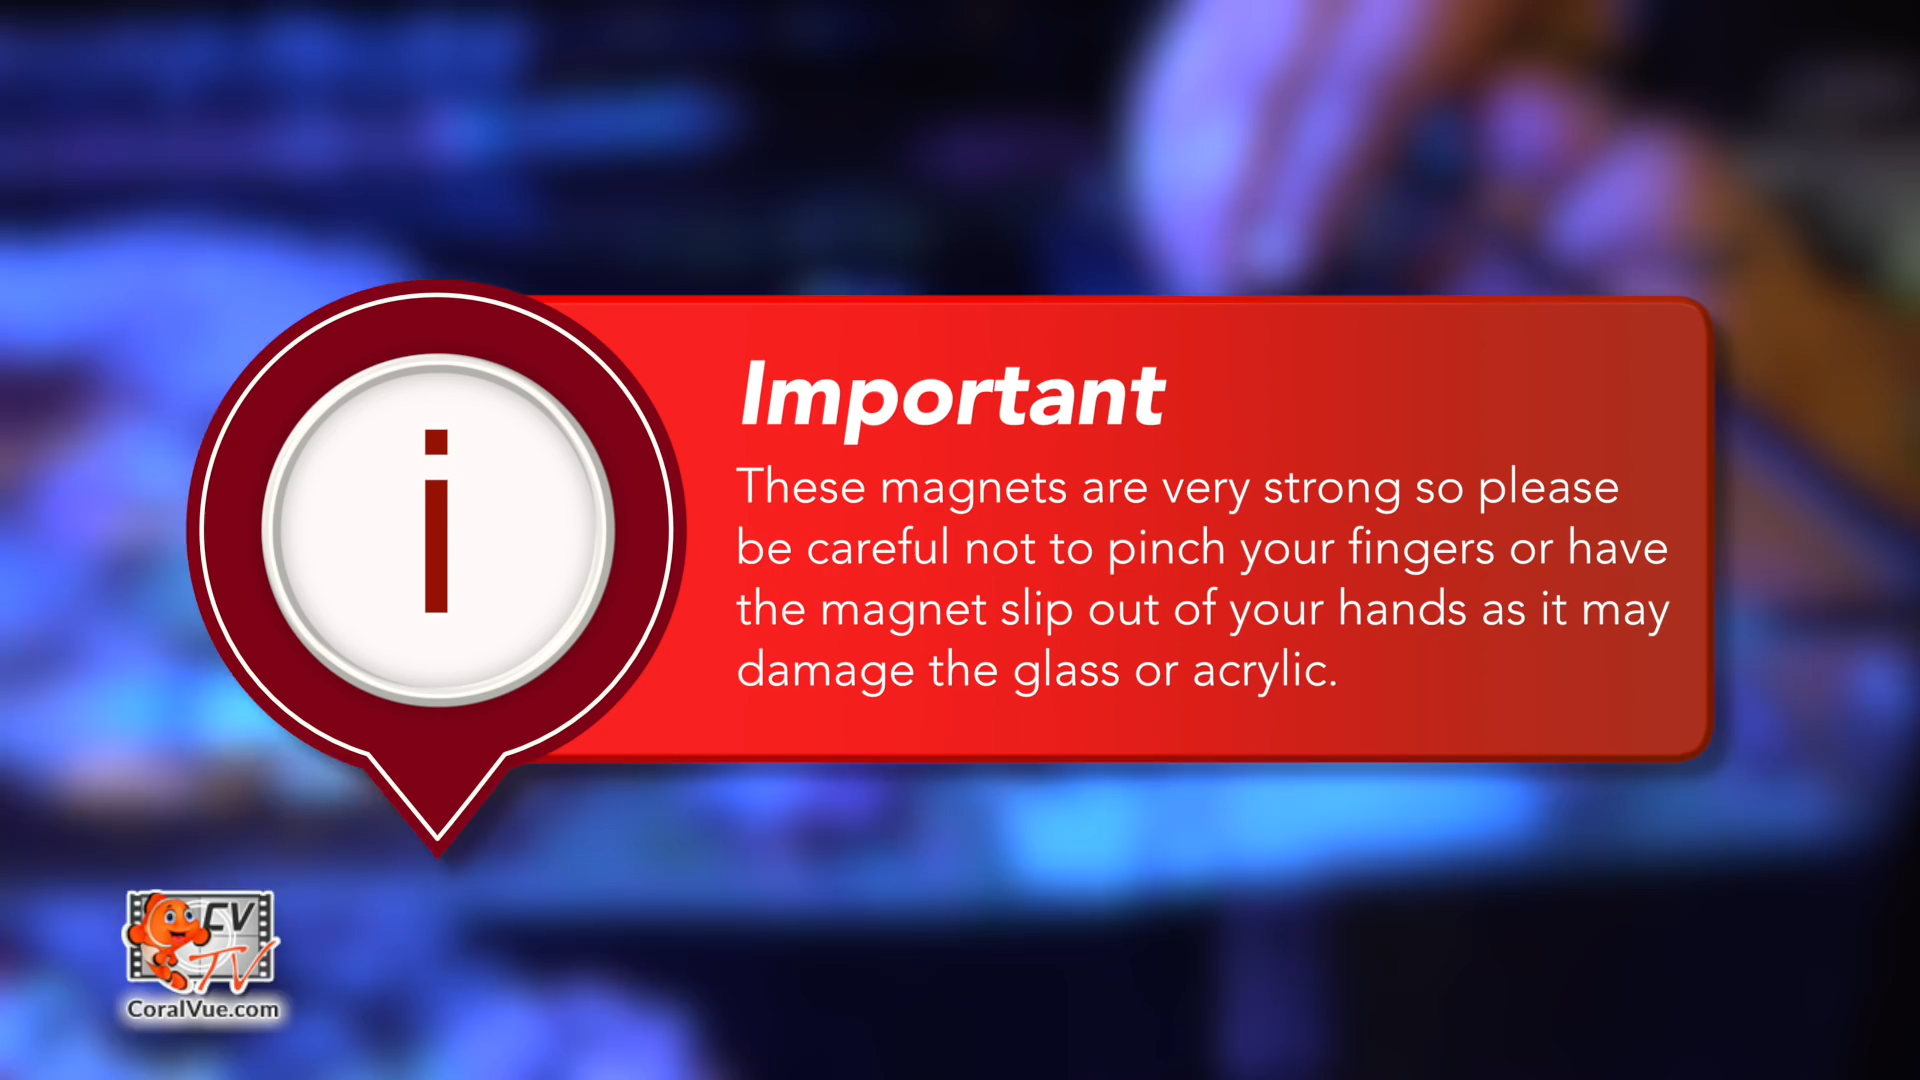 i
Important
These magnets are very strong so please
be careful not to pinch your fingers or have
the magnet slip out of your hands as it may
damage the glass or acrylic.
CV
TV
CoralVue.com